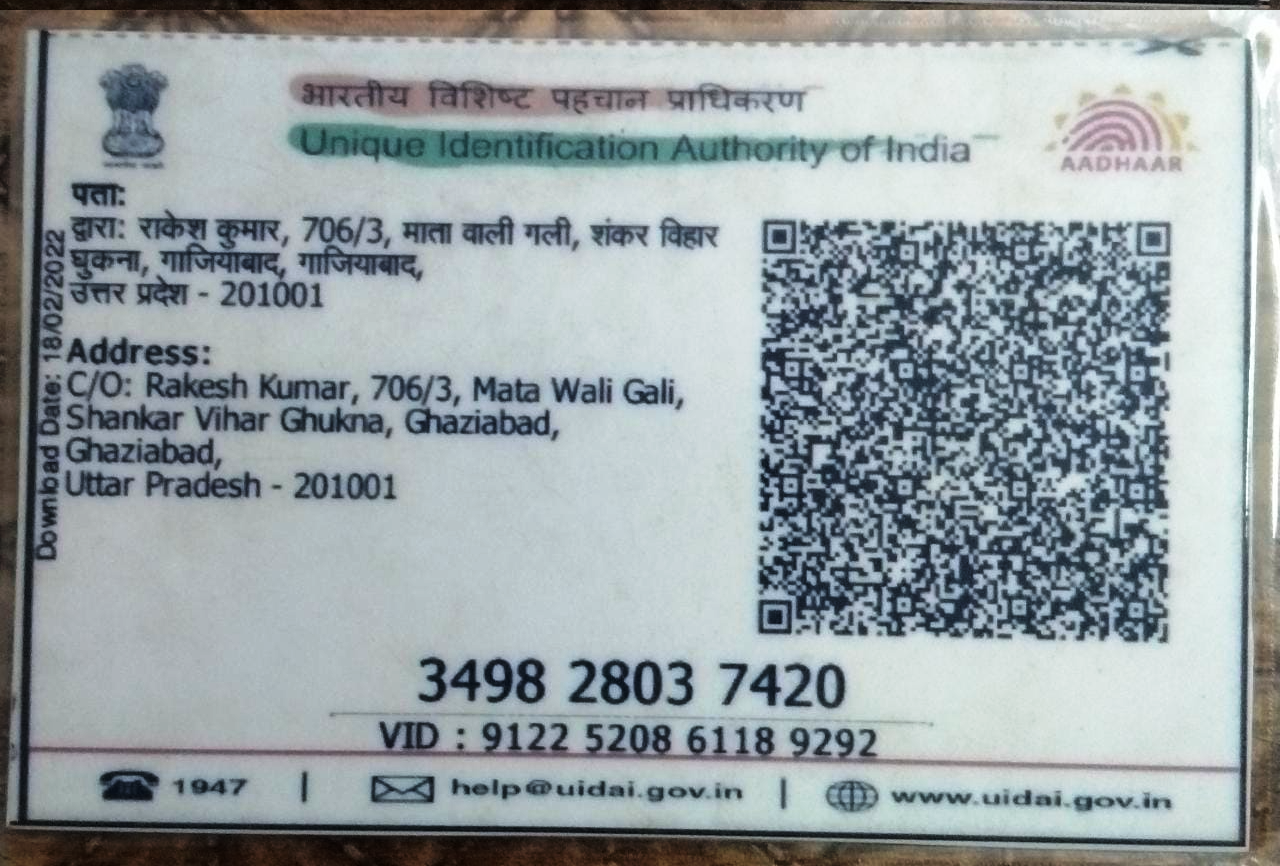 भारतीय विशिष्ट पहचान प्राधिकरण
Unique Identification Authority of India
AADHAAR
पता:
द्वारा: राकेश कुमार, 706/3, माता वाली गली, शंकर विहार
घुकना, गाजियाबाद, गाजियाबाद,
उत्तर प्रदेश - 201001
Address:
C/O: Rakesh Kumar, 706/3, Mata Wali Gali,
Shankar Vihar Ghukna, Ghaziabad,
Ghaziabad,
Uttar Pradesh - 201001
Download Date: 18/02/2022
3498 2803 7420
VID : 9122 5208 6118 9292
1947 | help@uidai.gov.in | www.uidai.gov.in